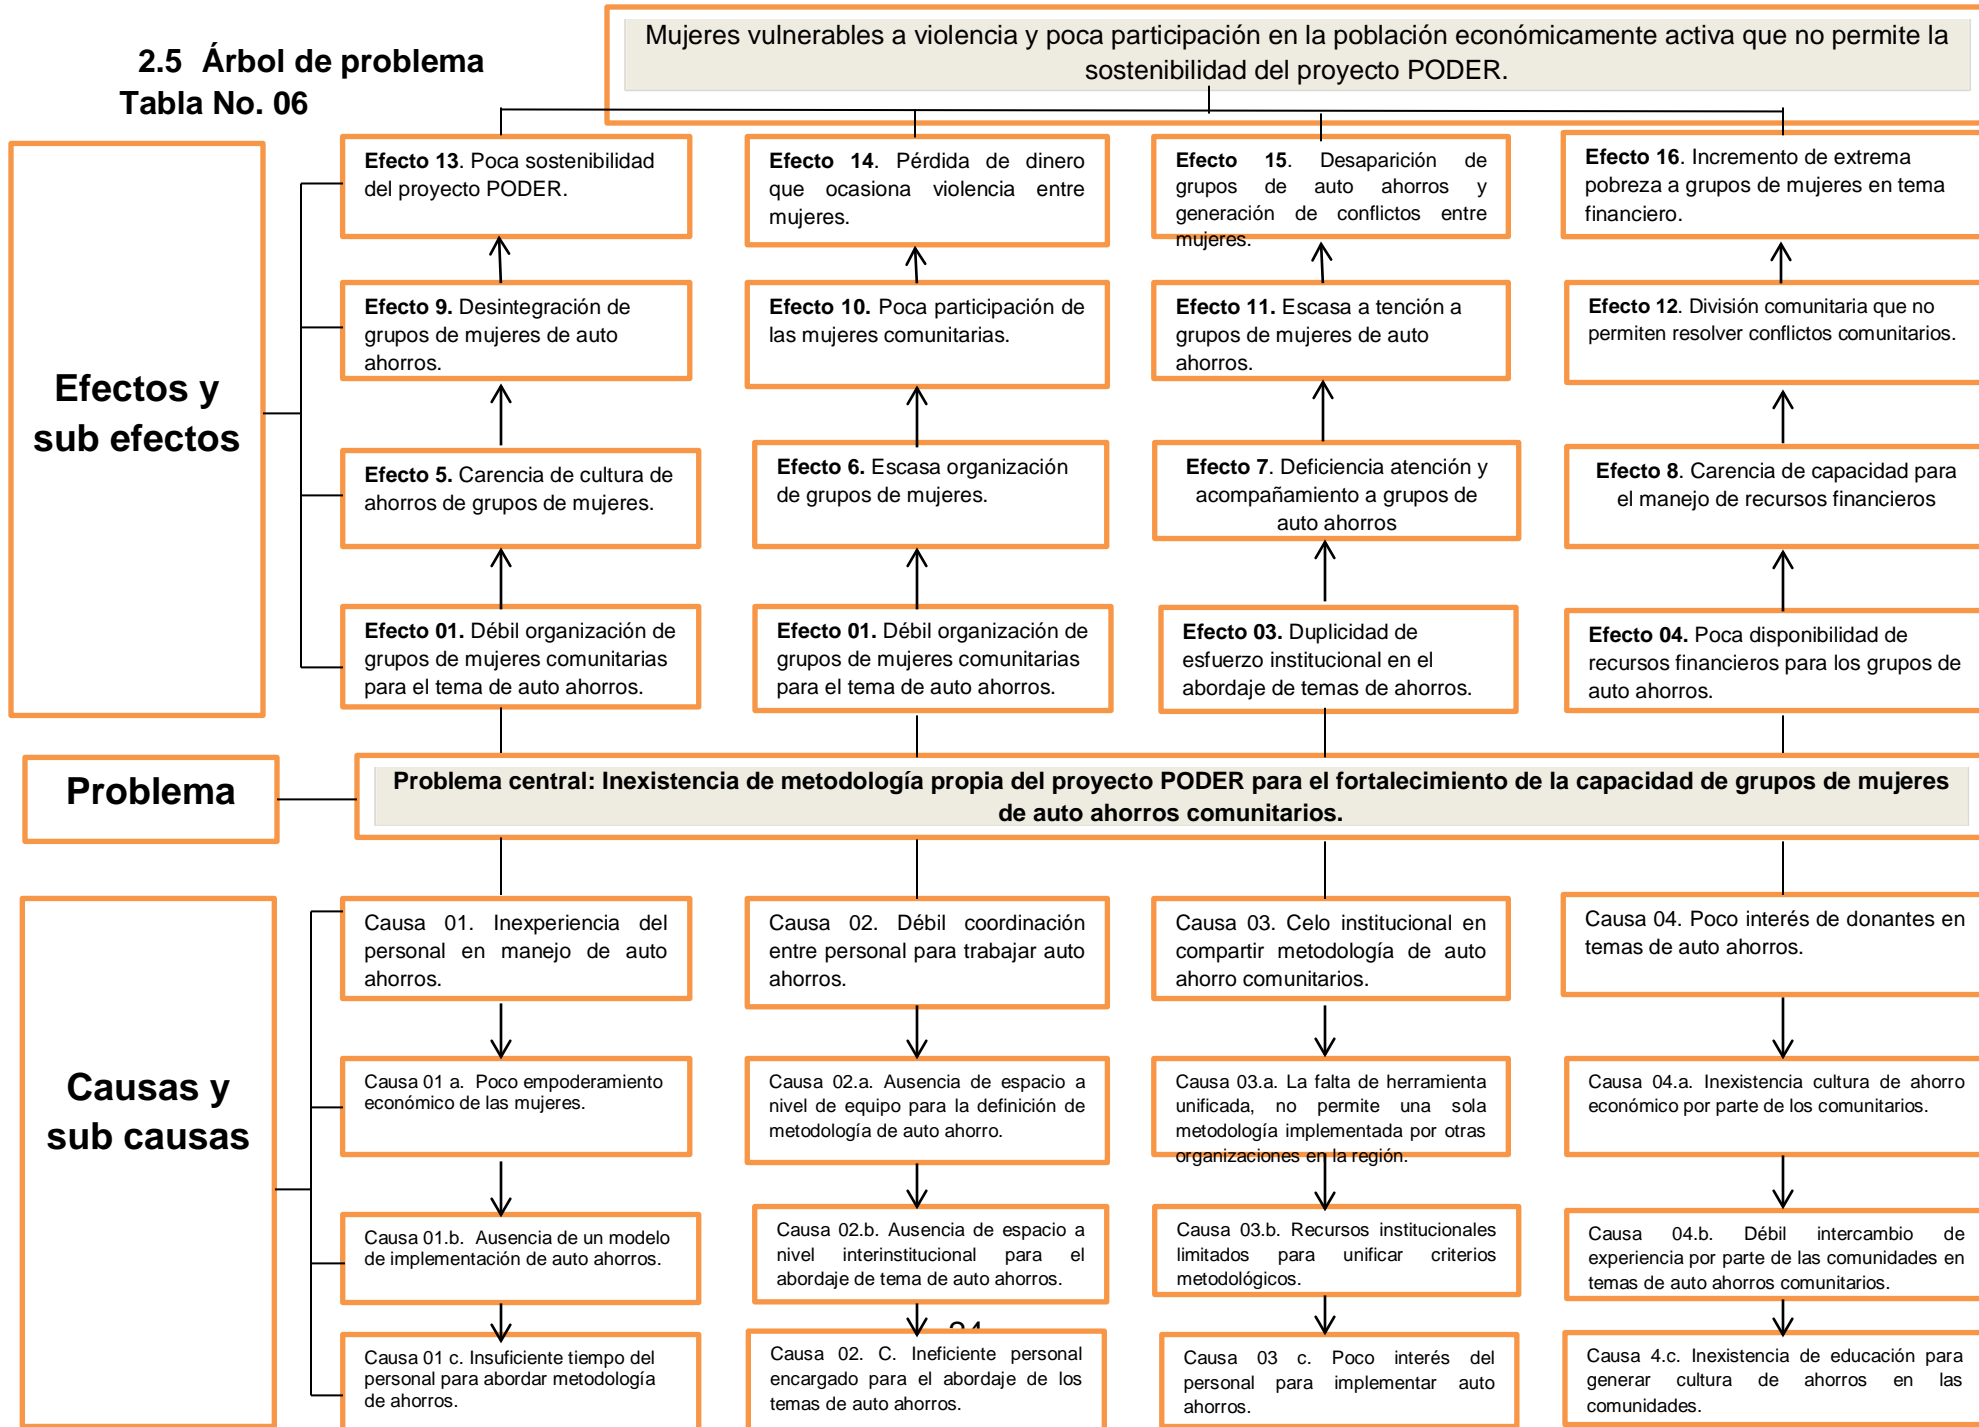 2.5 Árbol de problema
Tabla No. 06
Mujeres vulnerables a violencia y poca participación en la población económicamente activa que no permite la
sostenibilidad del proyecto PODER.
Efectos y
sub efectos
Efecto 13. Poca sostenibilidad
del proyecto PODER.
Efecto 14. Pérdida de dinero
que ocasiona violencia entre
mujeres.
Efecto 15. Desaparición de
grupos de auto ahorros y
generación de conflictos entre
mujeres.
Efecto 16. Incremento de extrema
pobreza a grupos de mujeres en tema
financiero.
Efecto 9. Desintegración de
grupos de mujeres de auto
ahorros.
Efecto 10. Poca participación de
las mujeres comunitarias.
Efecto 11. Escasa a tención a
grupos de mujeres de auto
ahorros.
Efecto 12. División comunitaria que no
permiten resolver conflictos comunitarios.
Efecto 5. Carencia de cultura de
ahorros de grupos de mujeres.
Efecto 6. Escasa organización
de grupos de mujeres.
Efecto 7. Deficiencia atención y
acompañamiento a grupos de
auto ahorros
Efecto 8. Carencia de capacidad para
el manejo de recursos financieros
Efecto 01. Débil organización de
grupos de mujeres comunitarias
para el tema de auto ahorros.
Efecto 01. Débil organización de
grupos de mujeres comunitarias
para el tema de auto ahorros.
Efecto 03. Duplicidad de
esfuerzo institucional en el
abordaje de temas de ahorros.
Efecto 04. Poca disponibilidad de
recursos financieros para los grupos de
auto ahorros.
Problema
Problema central: Inexistencia de metodología propia del proyecto PODER para el fortalecimiento de la capacidad de grupos de mujeres
de auto ahorros comunitarios.
Causas y
sub causas
Causa 01. Inexperiencia del
personal en manejo de auto
ahorros.
Causa 02. Débil coordinación
entre personal para trabajar auto
ahorros.
Causa 03. Celo institucional en
compartir metodología de auto
ahorro comunitarios.
Causa 04. Poco interés de donantes en
temas de auto ahorros.
Causa 01 a. Poco empoderamiento
económico de las mujeres.
Causa 02.a. Ausencia de espacio a
nivel de equipo para la definición de
metodología de auto ahorro.
Causa 03.a. La falta de herramienta
unificada, no permite una sola
metodología implementada por otras
organizaciones en la región.
Causa 04.a. Inexistencia cultura de ahorro
económico por parte de los comunitarios.
Causa 01.b. Ausencia de un modelo
de implementación de auto ahorros.
Causa 02.b. Ausencia de espacio a
nivel interinstitucional para el
abordaje de tema de auto ahorros.
Causa 03.b. Recursos institucionales
limitados para unificar criterios
metodológicos.
Causa 04.b. Débil intercambio de
experiencia por parte de las comunidades en
temas de auto ahorros comunitarios.
Causa 01 c. Insuficiente tiempo del
personal para abordar metodología
de ahorros.
Causa 02. C. Ineficiente personal
encargado para el abordaje de los
temas de auto ahorros.
Causa 03 c. Poco interés del
personal para implementar auto
ahorros.
Causa 4.c. Inexistencia de educación para
generar cultura de ahorros en las
comunidades.